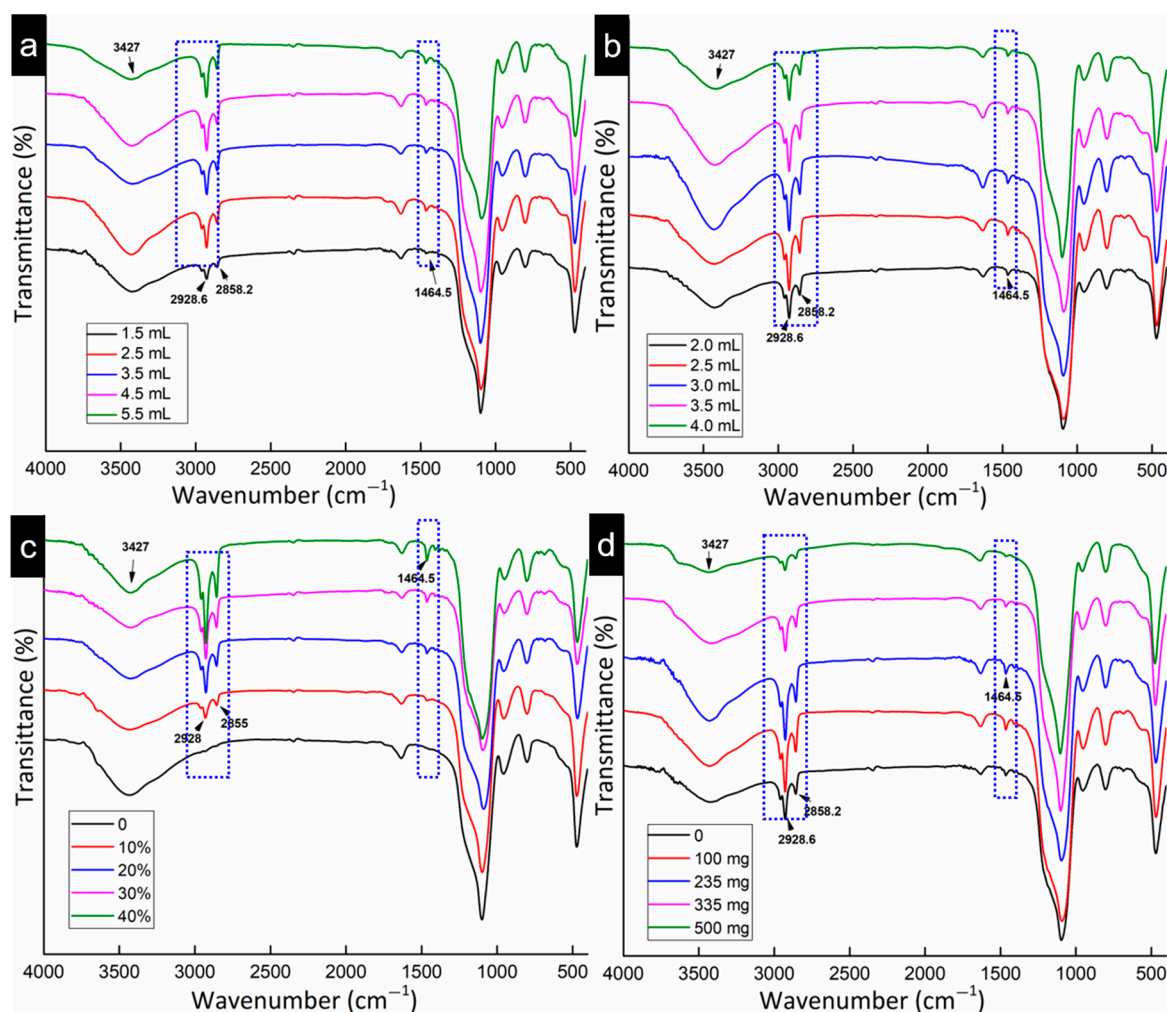 a
3427
2928.6
2858.2
1464.5
Transmittance (%)
1.5 mL
2.5 mL
3.5 mL
4.5 mL
5.5 mL
4000 3500 3000 2500 2000 1500 1000 500
Wavenumber (cm−1)
b
3427
2928.6
2858.2
1464.5
Transmittance (%)
2.0 mL
2.5 mL
3.0 mL
3.5 mL
4.0 mL
4000 3500 3000 2500 2000 1500 1000 500
Wavenumber (cm−1)
c
3427
1464.5
2928
2855
Transittance (%)
0
10%
20%
30%
40%
4000 3500 3000 2500 2000 1500 1000 500
Wavenumber (cm−1)
d
3427
1464.5
2858.2
2928.6
Transmittance (%)
0
100 mg
235 mg
335 mg
500 mg
4000 3500 3000 2500 2000 1500 1000 500
Wavenumber (cm−1)